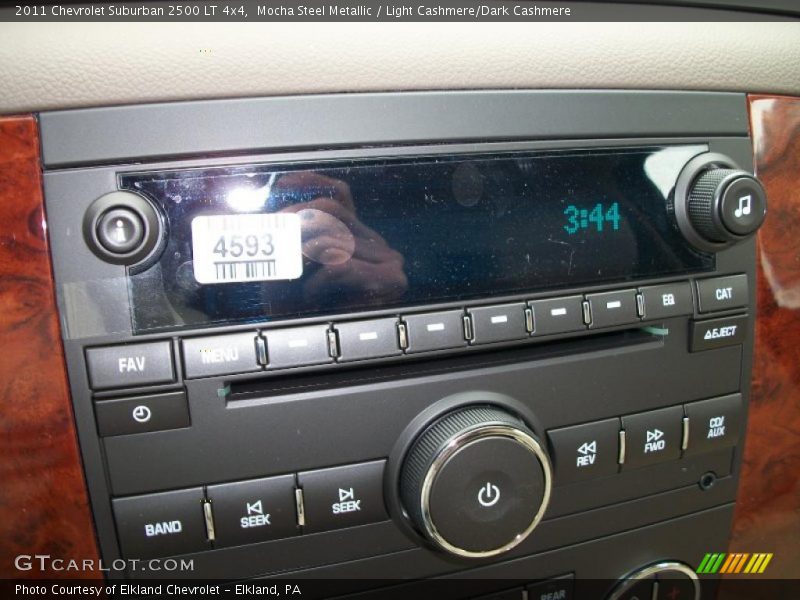 2011 Chevrolet Suburban 2500 LT 4x4,  Mocha Steel Metallic / Light Cashmere/Dark Cashmere
4593
3:44
FAV
MENU
EQ
CAT
EJECT
BAND
SEEK
SEEK
REV
FWD
CD/
AUX
REAR
GTCARLOT.COM
Photo Courtesy of Elkland Chevrolet - Elkland, PA